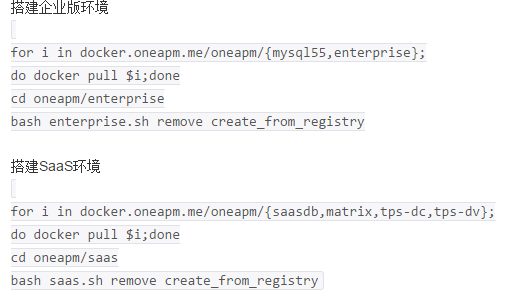 搭建企业版环境
for i in docker.oneapm.me/oneapm/{mysql55,enterprise};
do docker pull $i;done
cd oneapm/enterprise
bash enterprise.sh remove create_from_registry
搭建SaaS环境
for i in docker.oneapm.me/oneapm/{saasdb,matrix,tps-dc,tps-dv};
do docker pull $i;done
cd oneapm/saas
bash saas.sh remove create_from_registry